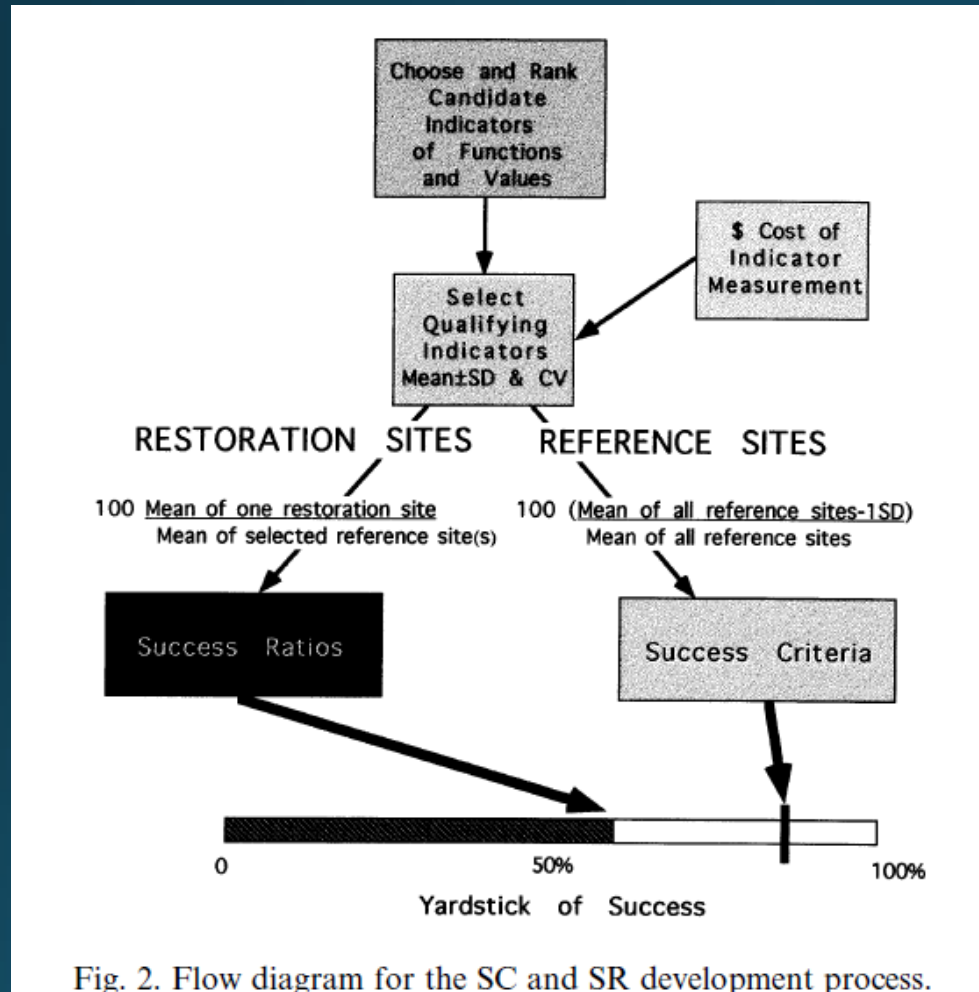 Choose and Rank
Candidate
Indicators
of Functions
and Values
$ Cost of
Indicator
Measurement
Select
Qualifying
Indicators
Mean±SD & CV
RESTORATION SITES
REFERENCE SITES
100 Mean of one restoration site
Mean of selected reference site(s)
100 (Mean of all reference sites-1SD)
Mean of all reference sites
Success Ratios
Success Criteria
0
50%
100%
Yardstick of Success
Fig. 2. Flow diagram for the SC and SR development process.